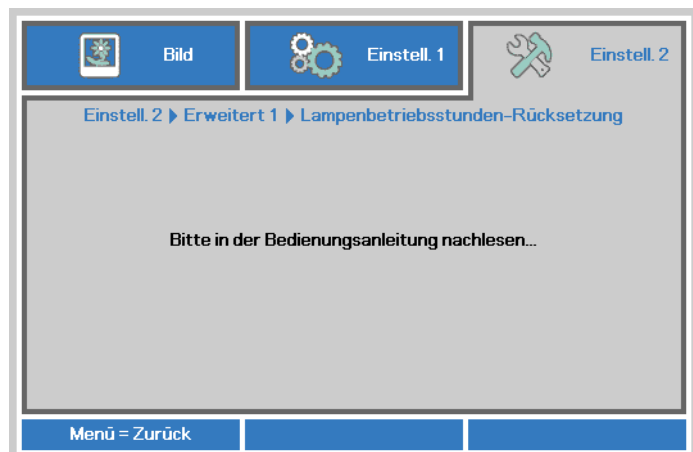 Bild
Einstell. 1
Einstell. 2
Einstell. 2 ▶ Erweitert 1 ▶ Lampenbetriebsstunden-Rücksetzung
Bitte in der Bedienungsanleitung nachlesen...
Menü = Zurück